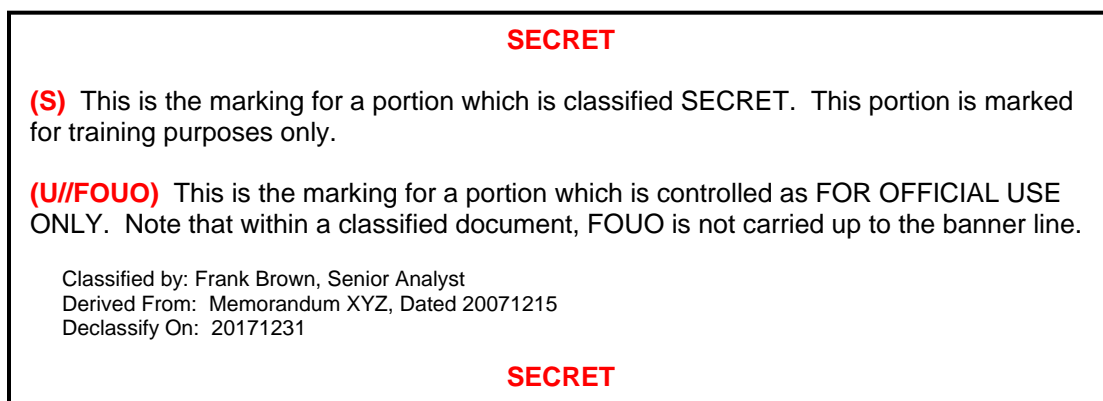 SECRET
(S) This is the marking for a portion which is classified SECRET. This portion is marked
for training purposes only.
(U//FOUO) This is the marking for a portion which is controlled as FOR OFFICIAL USE
ONLY. Note that within a classified document, FOUO is not carried up to the banner line.
Classified by: Frank Brown, Senior Analyst
Derived From: Memorandum XYZ, Dated 20071215
Declassify On: 20171231
SECRET